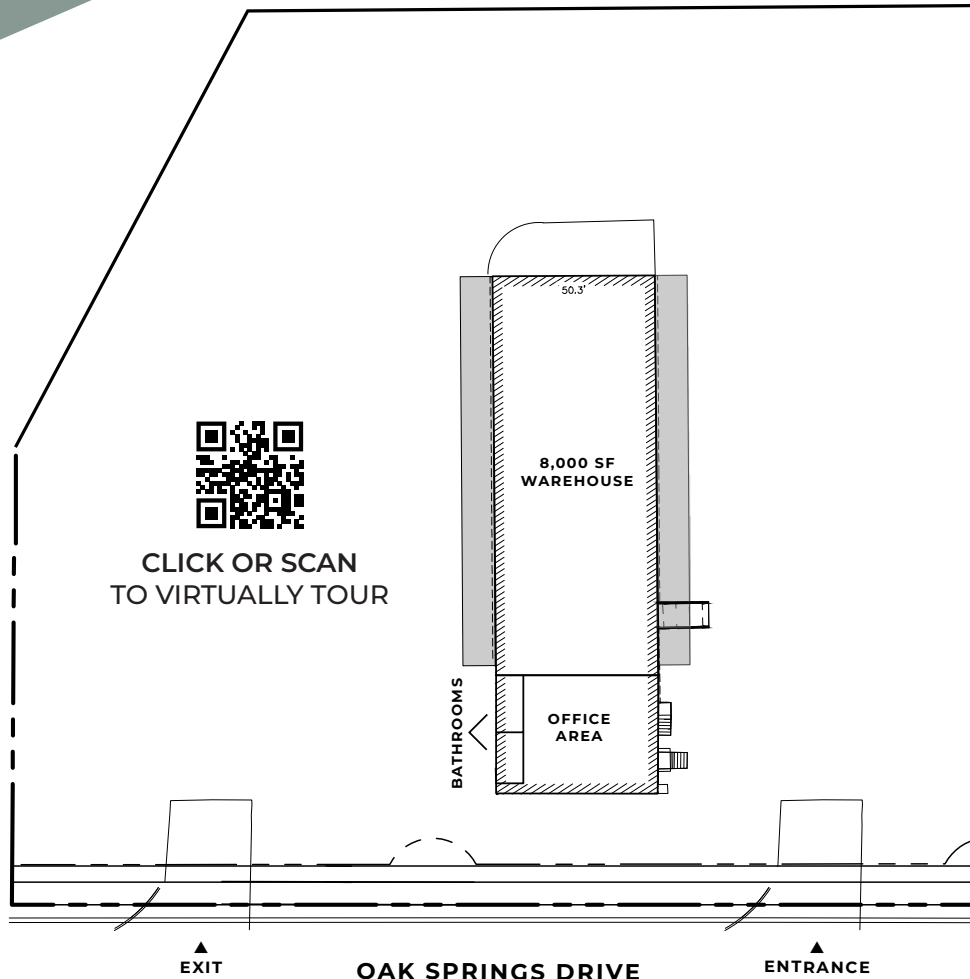 50.3'
8,000 SF
WAREHOUSE
CLICK OR SCAN
TO VIRTUALLY TOUR
BATHROOMS
OFFICE
AREA
EXIT
OAK SPRINGS DRIVE
ENTRANCE